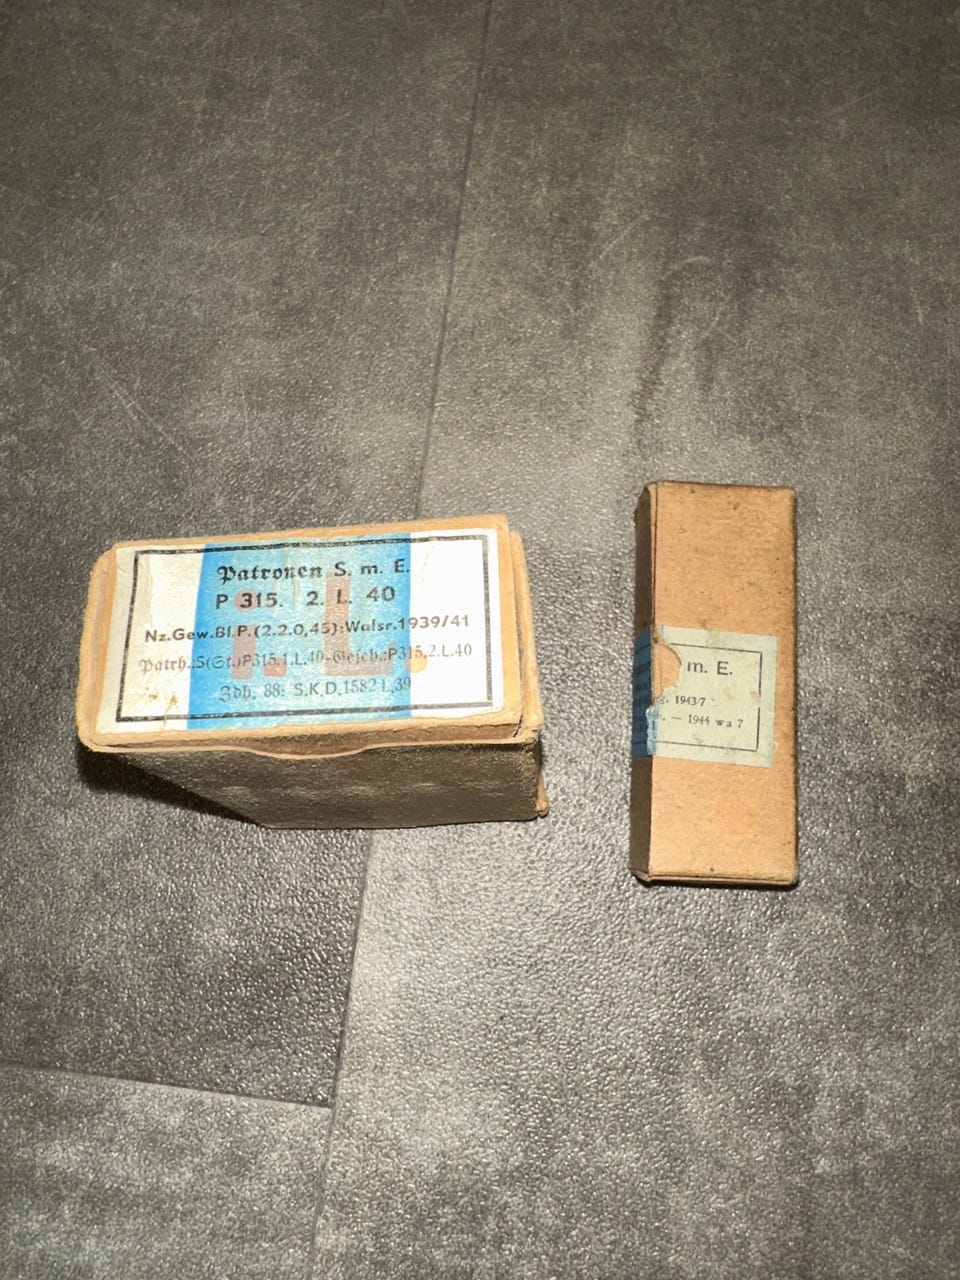 Patronen S. m. E.
P 315. 2. L. 40
Nz.Gew.Bl.P.(2.2.0,45):Walsr.1939/41
Patrh.:S(St.)P315.1.L.40-Gesch.:P315.2.L.40
Zdh. 88: S.K.D.1582 L.39
m. E.
1943/7
— 1944 wa 7